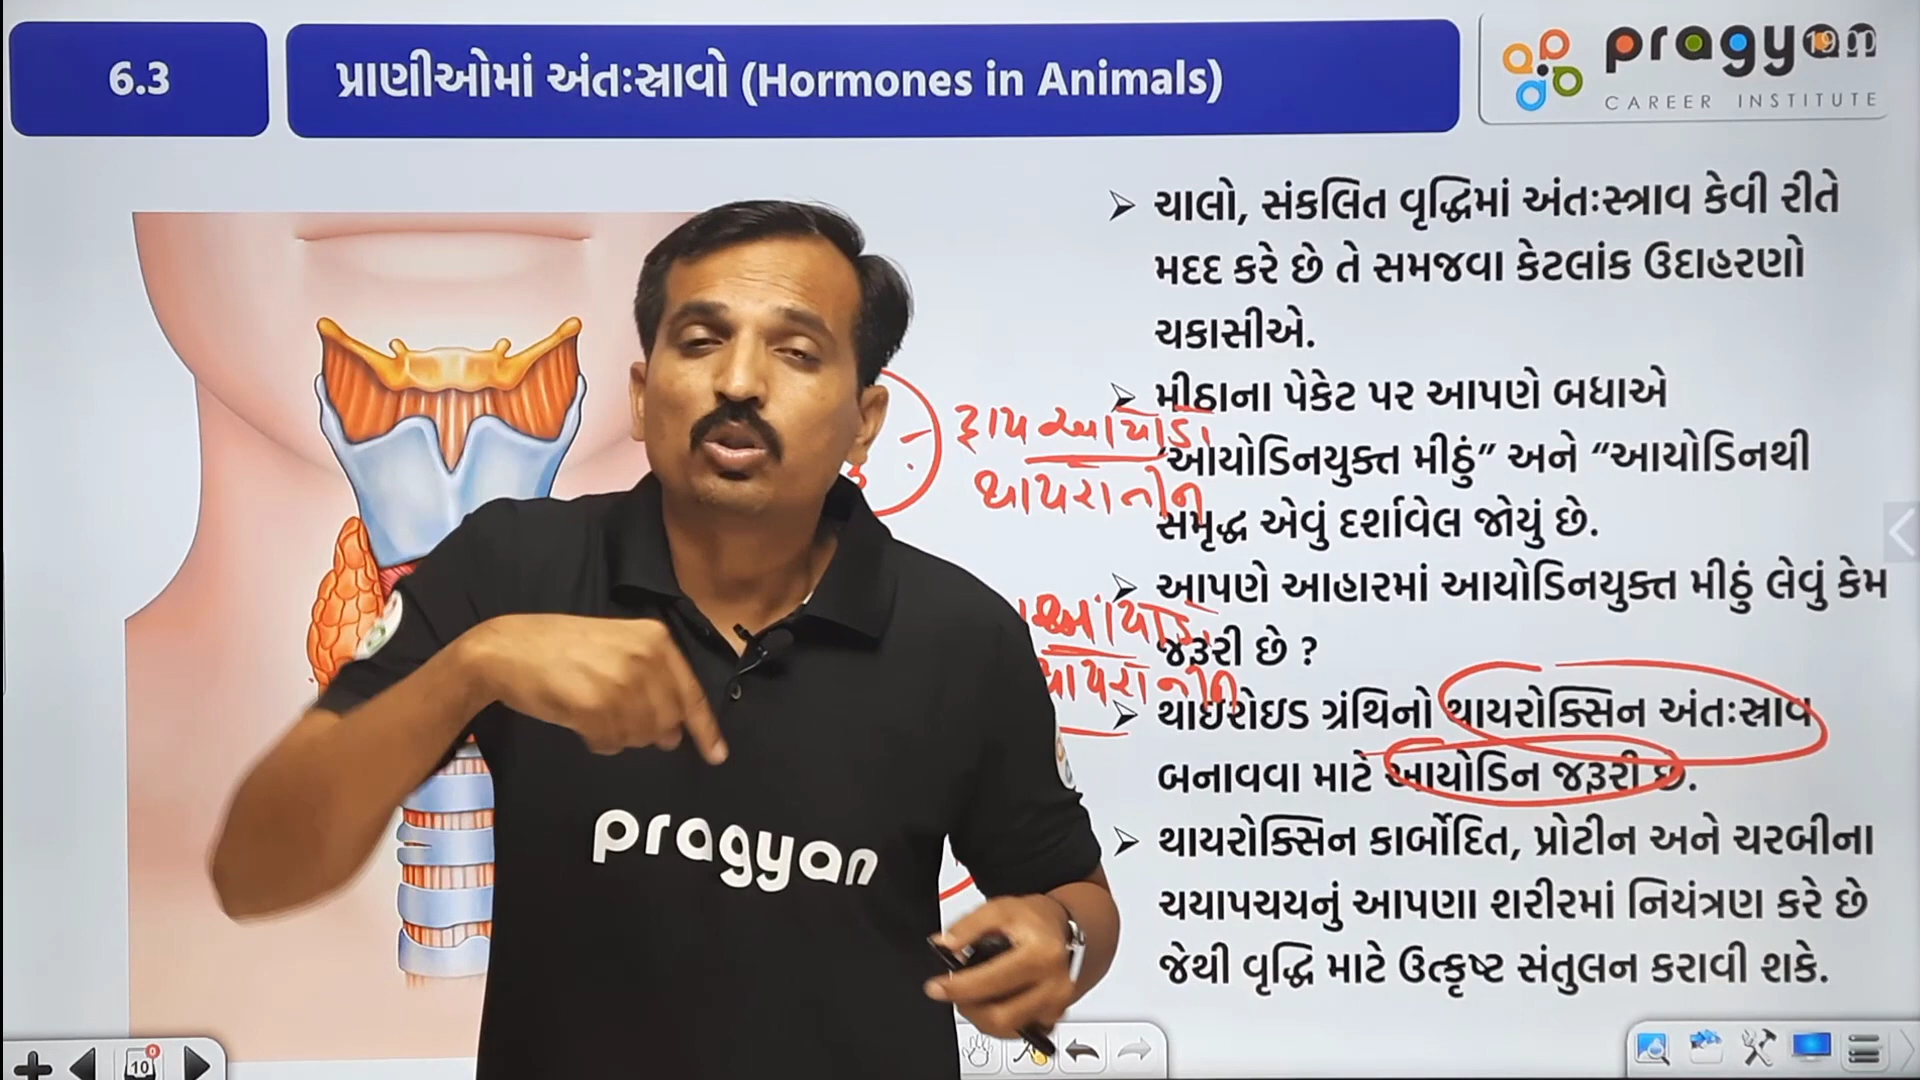 6.3
પ્રાણીઓમાં અંતઃસ્રાવો (Hormones in Animals)
pragyan
CAREER INSTITUTE
➢ ચાલો, સંકલિત વૃદ્ધિમાં અંતઃસ્ત્રાવ કેવી રીતે
મદદ કરે છે તે સમજવા કેટલાંક ઉદાહરણો
ચકાસીએ.
➢ મીઠાના પેકેટ પર આપણે બધાએ
“આયોડિનયુક્ત મીઠું” અને “આયોડિનથી
સમૃદ્ધ એવું દર્શાવેલ જોયું છે.
➢ આપણે આહારમાં આયોડિનયુક્ત મીઠું લેવું કેમ
જરૂરી છે ?
➢ થાઇરોઇડ ગ્રંથિનો થાયરોક્સિન અંતઃસ્રાવ
બનાવવા માટે આયોડિન જરૂરી છે.
➢ થાયરોક્સિન કાર્બોદિત, પ્રોટીન અને ચરબીના
ચયાપચયનું આપણા શરીરમાં નિયંત્રણ કરે છે
જેથી વૃદ્ધિ માટે ઉત્કૃષ્ટ સંતુલન કરાવી શકે.
pragyan
10
0